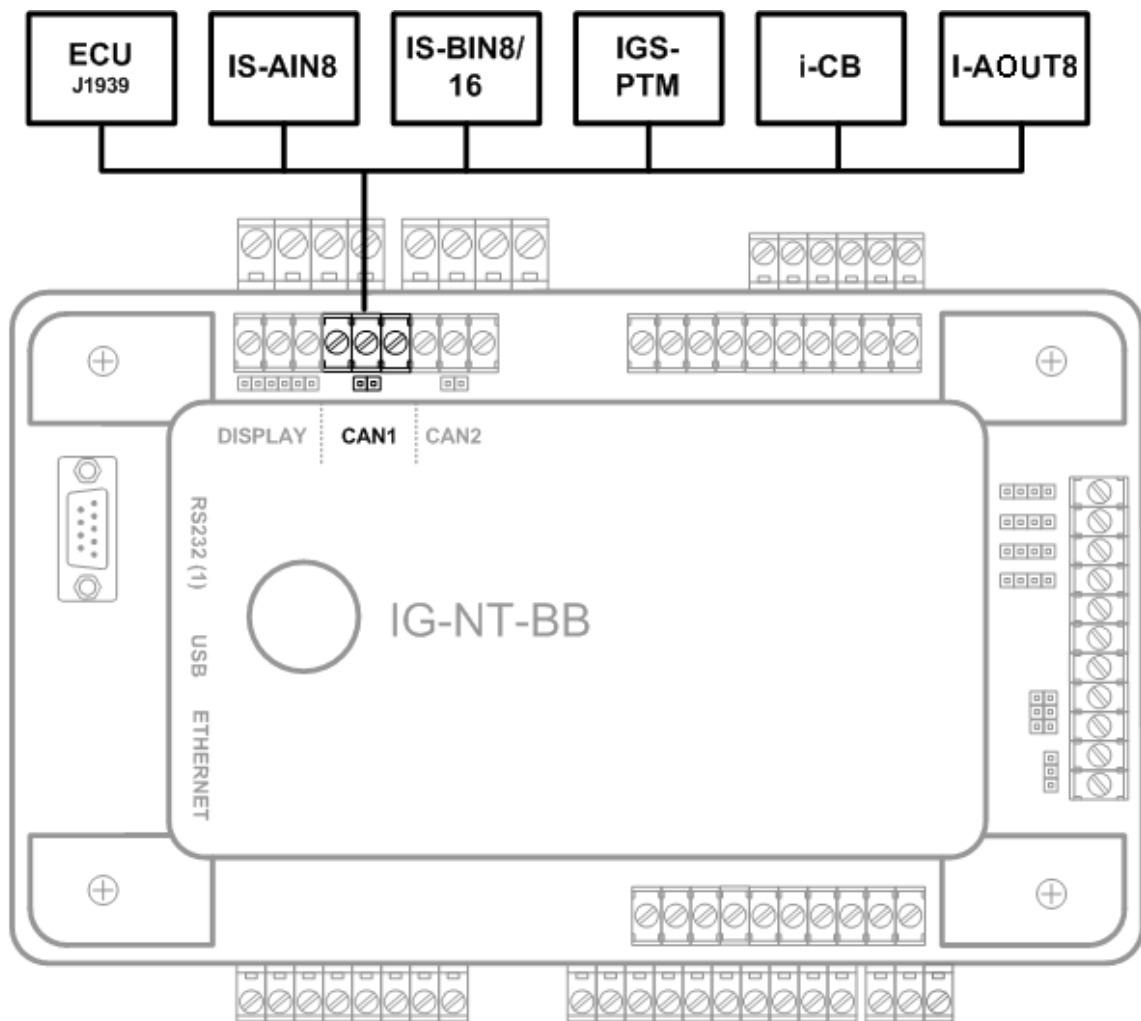 ECU
J1939
IS-AIN8
IS-BIN8/
16
IGS-
PTM
i-CB
I-AOUT8
DISPLAY
CAN1
CAN2
RS232 (1)
USB
ETHERNET
IG-NT-BB